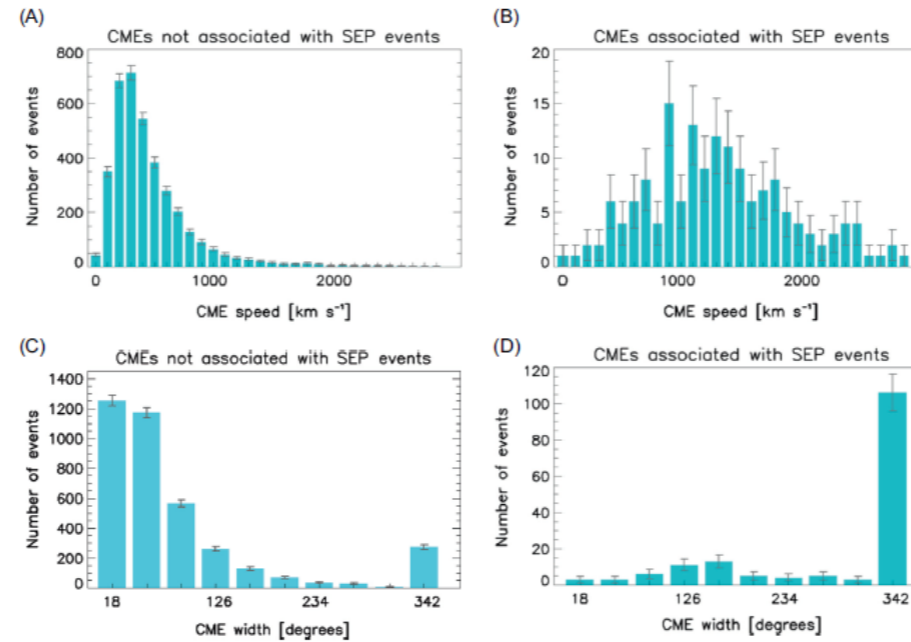 (A)
CMEs not associated with SEP events
800
600
400
200
0
Number of events
0 1000 2000
CME speed [km s⁻¹]
(B)
CMEs associated with SEP events
20
15
10
5
0
Number of events
0 1000 2000
CME speed [km s⁻¹]
(C)
CMEs not associated with SEP events
1400
1200
1000
800
600
400
200
0
Number of events
18 126 234 342
CME width [degrees]
(D)
CMEs associated with SEP events
120
100
80
60
40
20
0
Number of events
18 126 234 342
CME width [degrees]